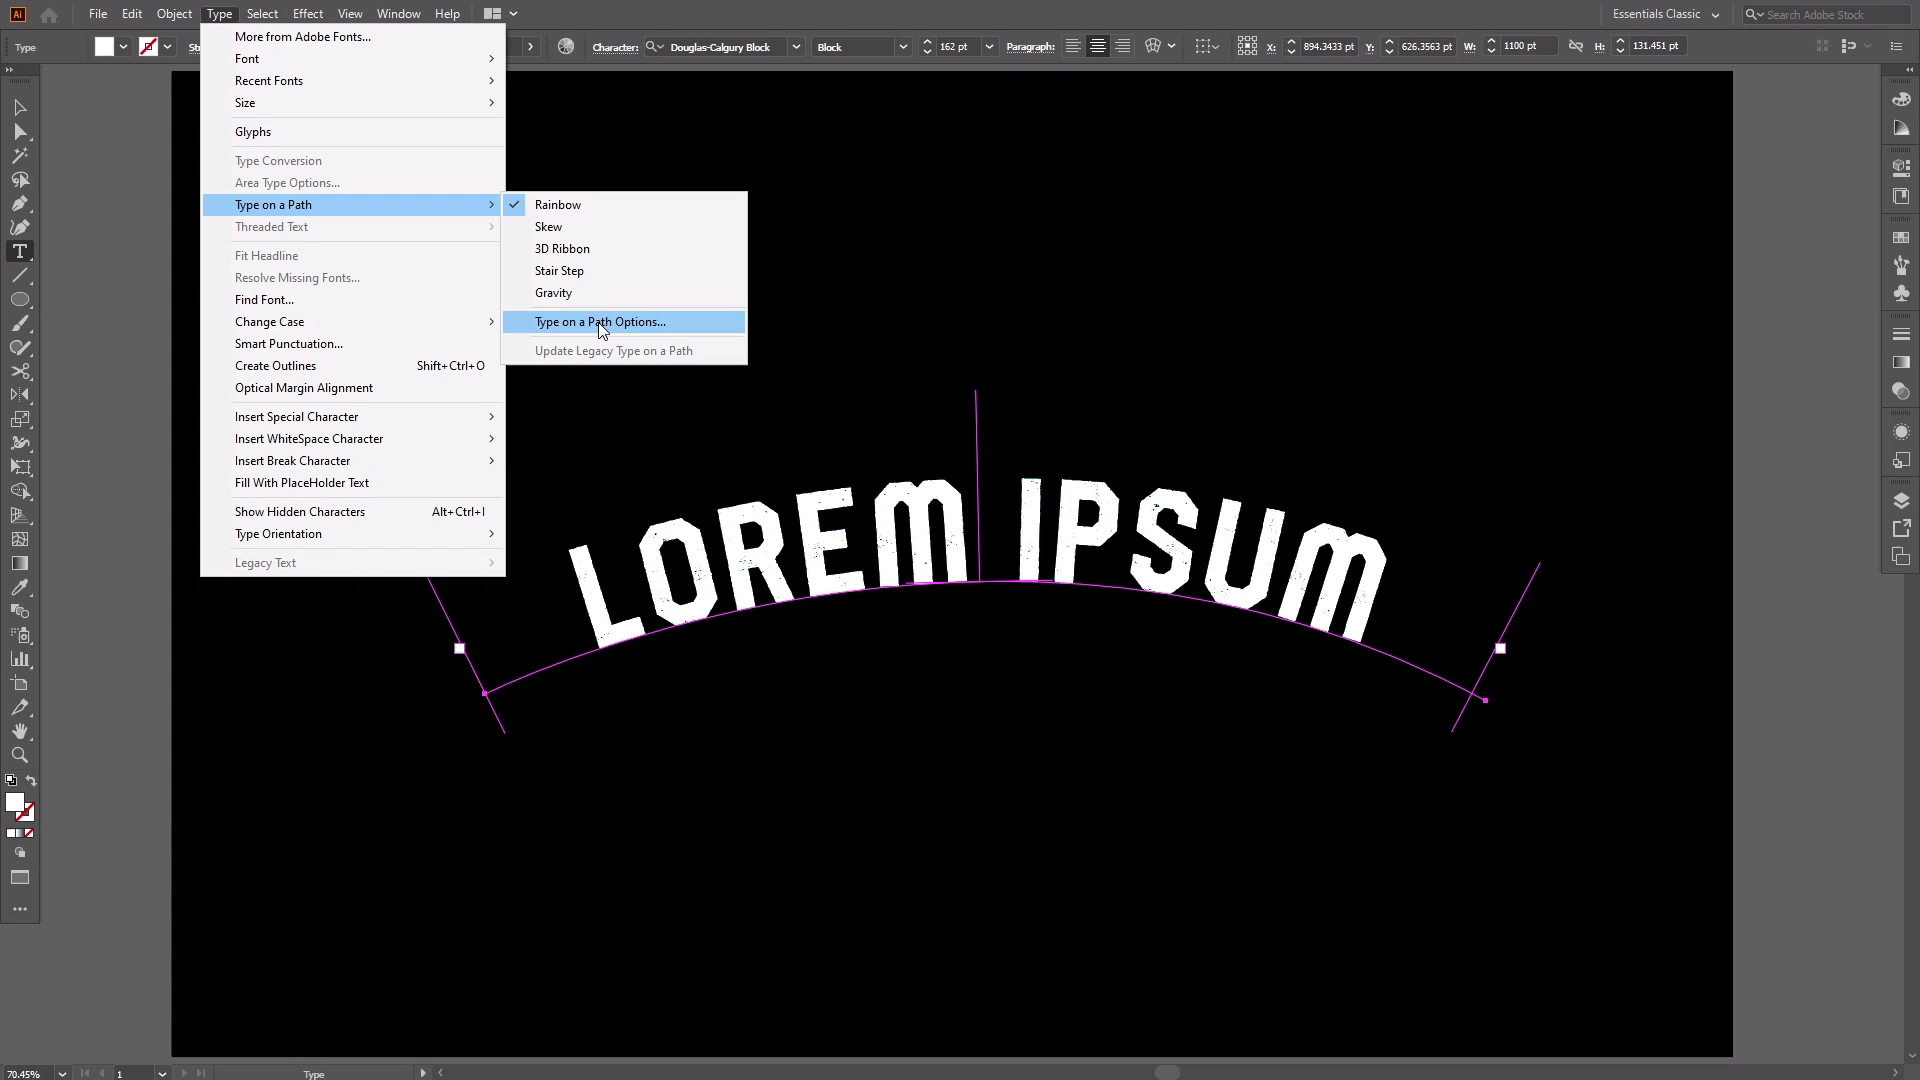 Ai File Edit Object Type Select Effect View Window Help Essentials Classic Search Adobe Stock
Type Character: Douglas-Calgury Block Block 162 pt Paragraph: X: 894.3433 pt Y: 626.3563 pt W: 1100 pt H: 131.451 pt
More from Adobe Fonts...
Font
Recent Fonts
Size
Glyphs
Type Conversion
Area Type Options...
Type on a Path
Threaded Text
Fit Headline
Resolve Missing Fonts...
Find Font...
Change Case
Smart Punctuation...
Create Outlines Shift+Ctrl+O
Optical Margin Alignment
Insert Special Character
Insert WhiteSpace Character
Insert Break Character
Fill With PlaceHolder Text
Show Hidden Characters Alt+Ctrl+I
Type Orientation
Legacy Text
Rainbow
Skew
3D Ribbon
Stair Step
Gravity
Type on a Path Options...
Update Legacy Type on a Path
LOREM IPSUM
70.45% 1 Type